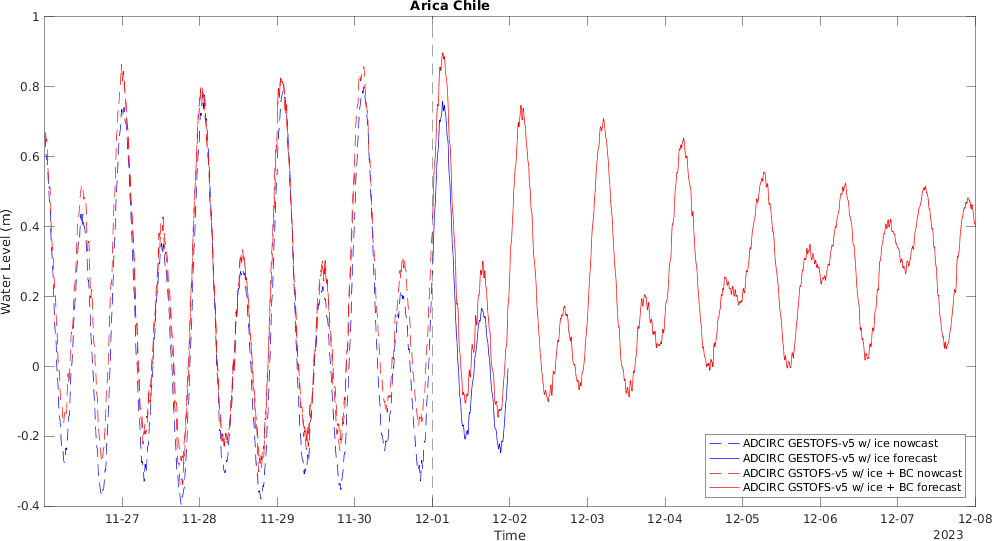 Arica Chile
1
0.8
0.6
0.4
0.2
0
-0.2
-0.4
Water Level (m)
11-27 11-28 11-29 11-30 12-01 12-02 12-03 12-04 12-05 12-06 12-07 12-08
Time
2023
ADCIRC GESTOFS-v5 w/ ice nowcast
ADCIRC GESTOFS-v5 w/ ice forecast
ADCIRC GSTOFS-v5 w/ ice + BC nowcast
ADCIRC GSTOFS-v5 w/ ice + BC forecast